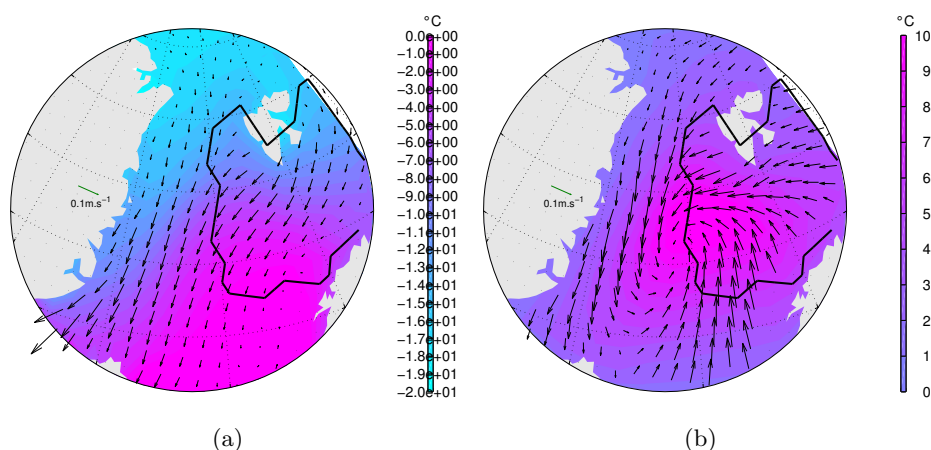 °C
0.0e+00
−1.0e+00
−2.0e+00
−3.0e+00
−4.0e+00
−5.0e+00
−6.0e+00
−7.0e+00
−8.0e+00
−9.0e+00
−1.0e+01
−1.1e+01
−1.2e+01
−1.3e+01
−1.4e+01
−1.5e+01
−1.6e+01
−1.7e+01
−1.8e+01
−1.9e+01
−2.0e+01
0.1m.s⁻¹
(a)
°C
10
9
8
7
6
5
4
3
2
1
0
0.1m.s⁻¹
(b)